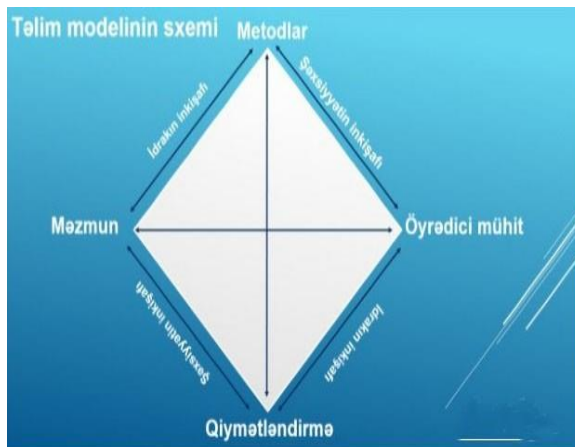 Təlim modelinin sxemi
Metodlar
İdrakın inkişafı
Şəxsiyyətin inkişafı
Məzmun
Öyrədici mühit
Şəxsiyyətin inkişafı
İdrakın inkişafı
Qiymətləndirmə